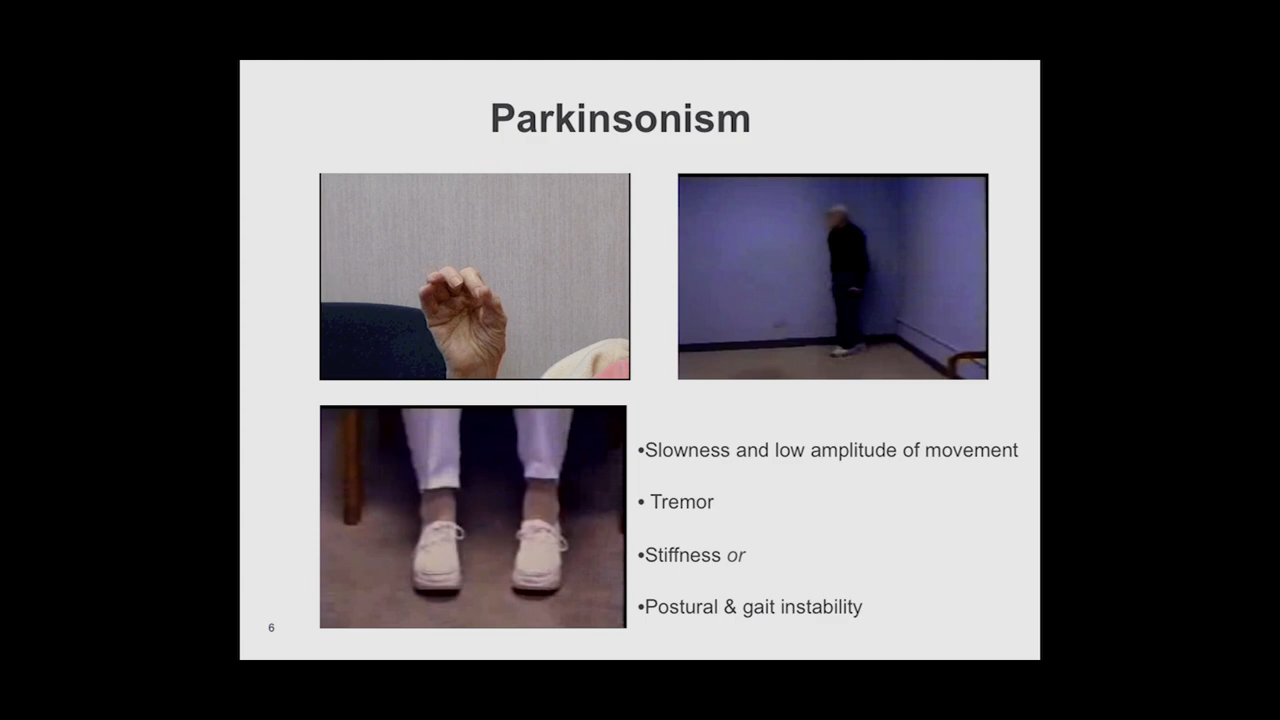 Parkinsonism
•Slowness and low amplitude of movement
• Tremor
•Stiffness or
•Postural & gait instability
6